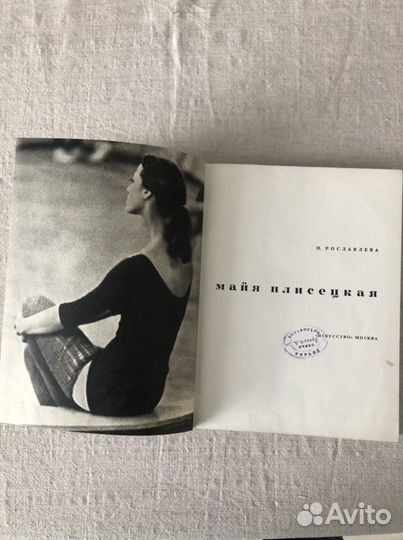 Н. РОСЛАВЛЕВА
майя плисецкая
«ИСКУССТВО» МОСКВА
Avito